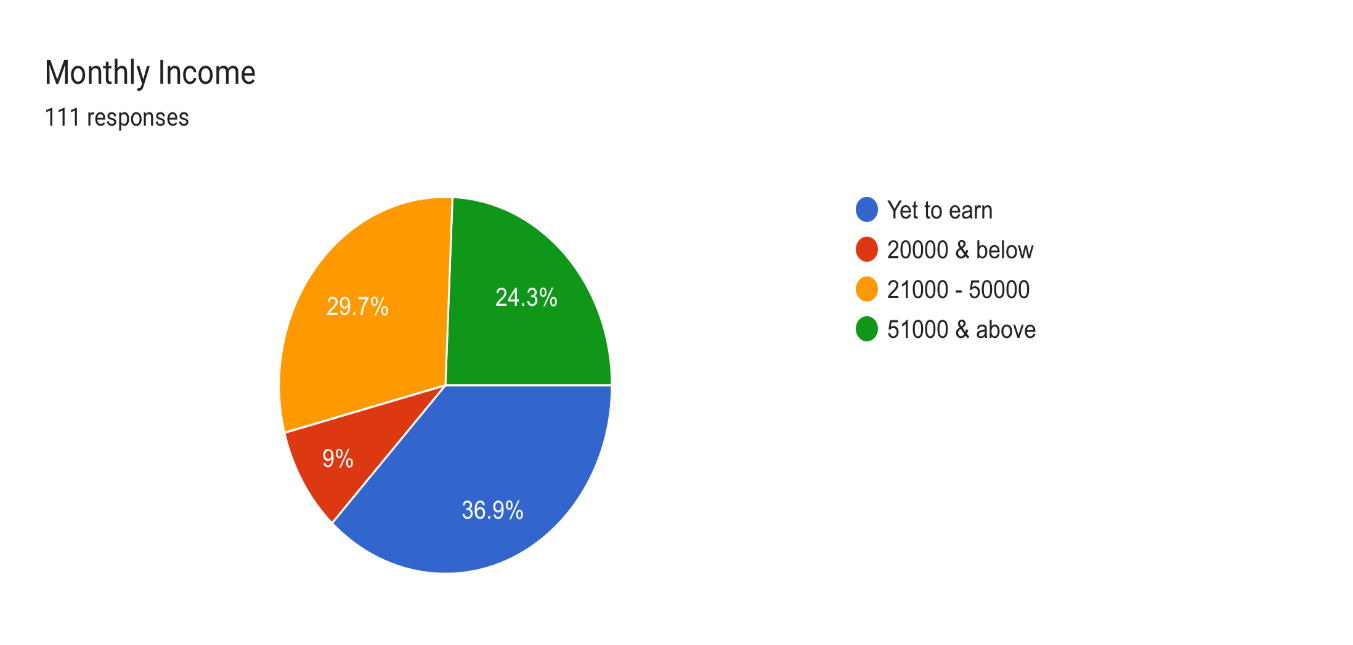 Monthly Income
111 responses
Yet to earn
20000 & below
21000 - 50000
51000 & above
29.7%
24.3%
9%
36.9%